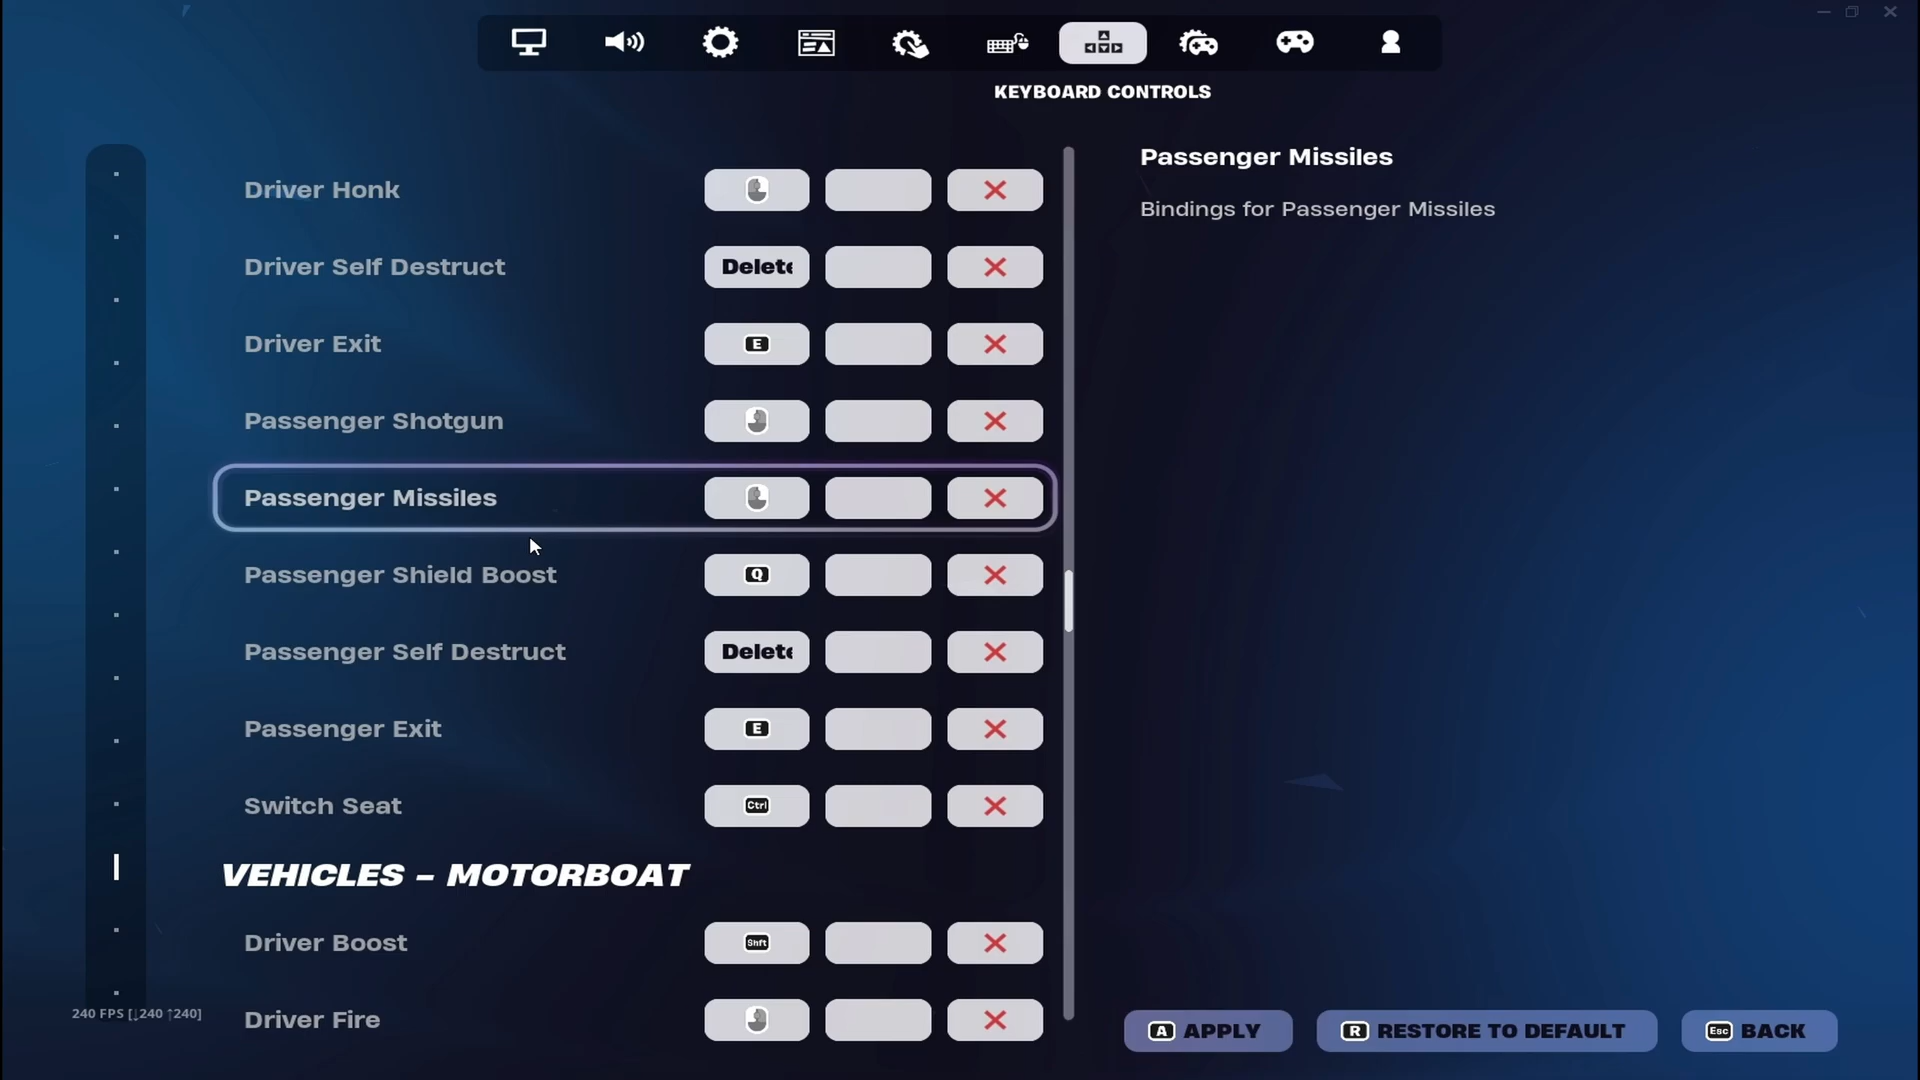 KEYBOARD CONTROLS
Driver Honk
Driver Self Destruct Delete
Driver Exit E
Passenger Shotgun
Passenger Missiles
Passenger Shield Boost Q
Passenger Self Destruct Delete
Passenger Exit E
Switch Seat Ctrl
VEHICLES – MOTORBOAT
Driver Boost Shft
Driver Fire
Passenger Missiles
Bindings for Passenger Missiles
240 FPS [↓240 ↑240]
A APPLY
R RESTORE TO DEFAULT
Esc BACK